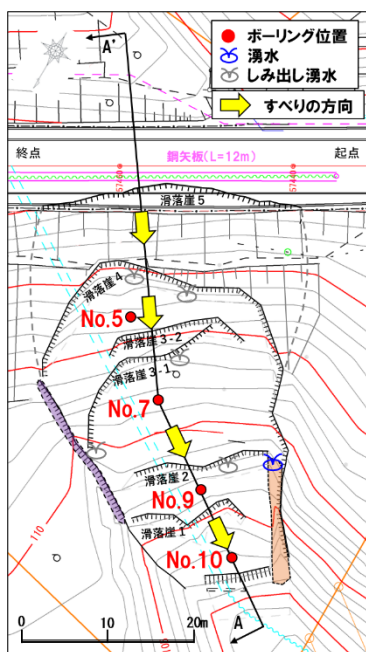 A'
ボーリング位置
湧水
しみ出し湧水
すべりの方向
終点
鋼矢板(L=12m)
起点
57460
57440
滑落崖5
滑落崖4
No.5
滑落崖3-2
滑落崖3-1
No.7
滑落崖2
No.9
滑落崖1
No.10
110
A
0 10 20m